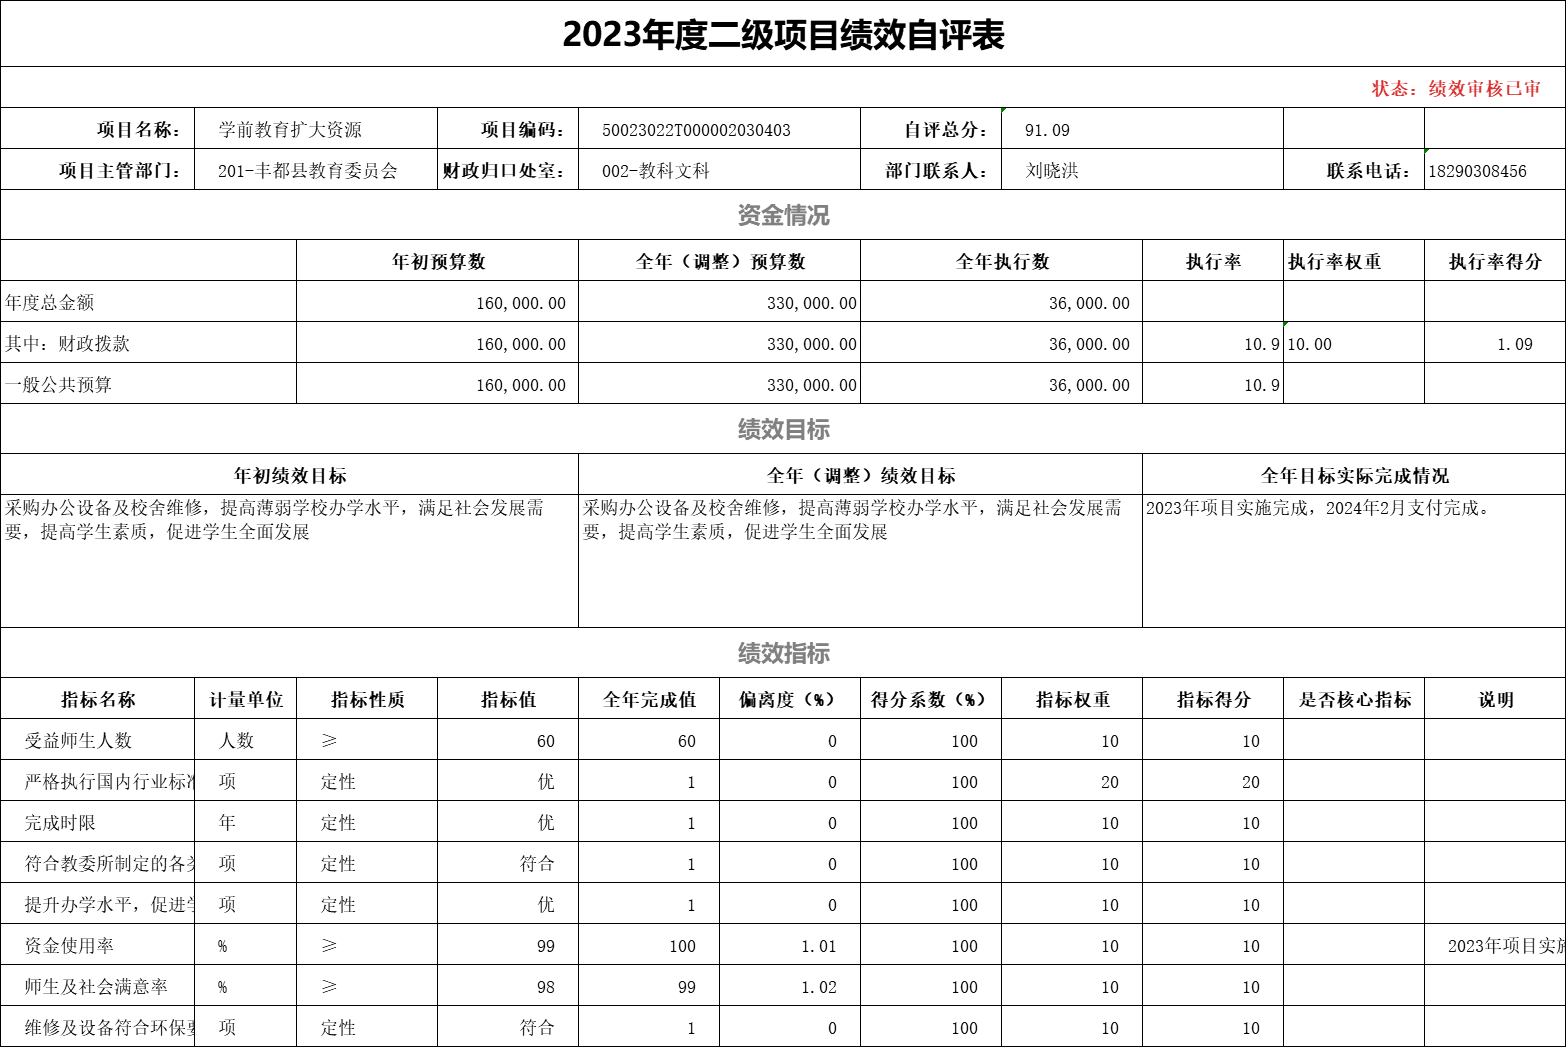 2023年度二级项目绩效自评表
状态：绩效审核已审
项目名称： 学前教育扩大资源 项目编码： 50023022T000002030403 自评总分： 91.09
项目主管部门： 201-丰都县教育委员会 财政归口处室： 002-教科文科 部门联系人： 刘晓洪 联系电话： 18290308456
资金情况
年初预算数 全年（调整）预算数 全年执行数 执行率 执行率权重 执行率得分
年度总金额 160,000.00 330,000.00 36,000.00
其中：财政拨款 160,000.00 330,000.00 36,000.00 10.9 10.00 1.09
一般公共预算 160,000.00 330,000.00 36,000.00 10.9
绩效目标
年初绩效目标 全年（调整）绩效目标 全年目标实际完成情况
采购办公设备及校舍维修，提高薄弱学校办学水平，满足社会发展需 采购办公设备及校舍维修，提高薄弱学校办学水平，满足社会发展需 2023年项目实施完成，2024年2月支付完成。
要，提高学生素质，促进学生全面发展 要，提高学生素质，促进学生全面发展
绩效指标
指标名称 计量单位 指标性质 指标值 全年完成值 偏离度（%） 得分系数（%） 指标权重 指标得分 是否核心指标 说明
受益师生人数 人数 ≥ 60 60 0 100 10 10
严格执行国内行业标 项 定性 优 1 0 100 20 20
完成时限 年 定性 优 1 0 100 10 10
符合教委所制定的各 项 定性 符合 1 0 100 10 10
提升办学水平，促进 项 定性 优 1 0 100 10 10
资金使用率 % ≥ 99 100 1.01 100 10 10 2023年项目实
师生及社会满意率 % ≥ 98 99 1.02 100 10 10
维修及设备符合环保 项 定性 符合 1 0 100 10 10